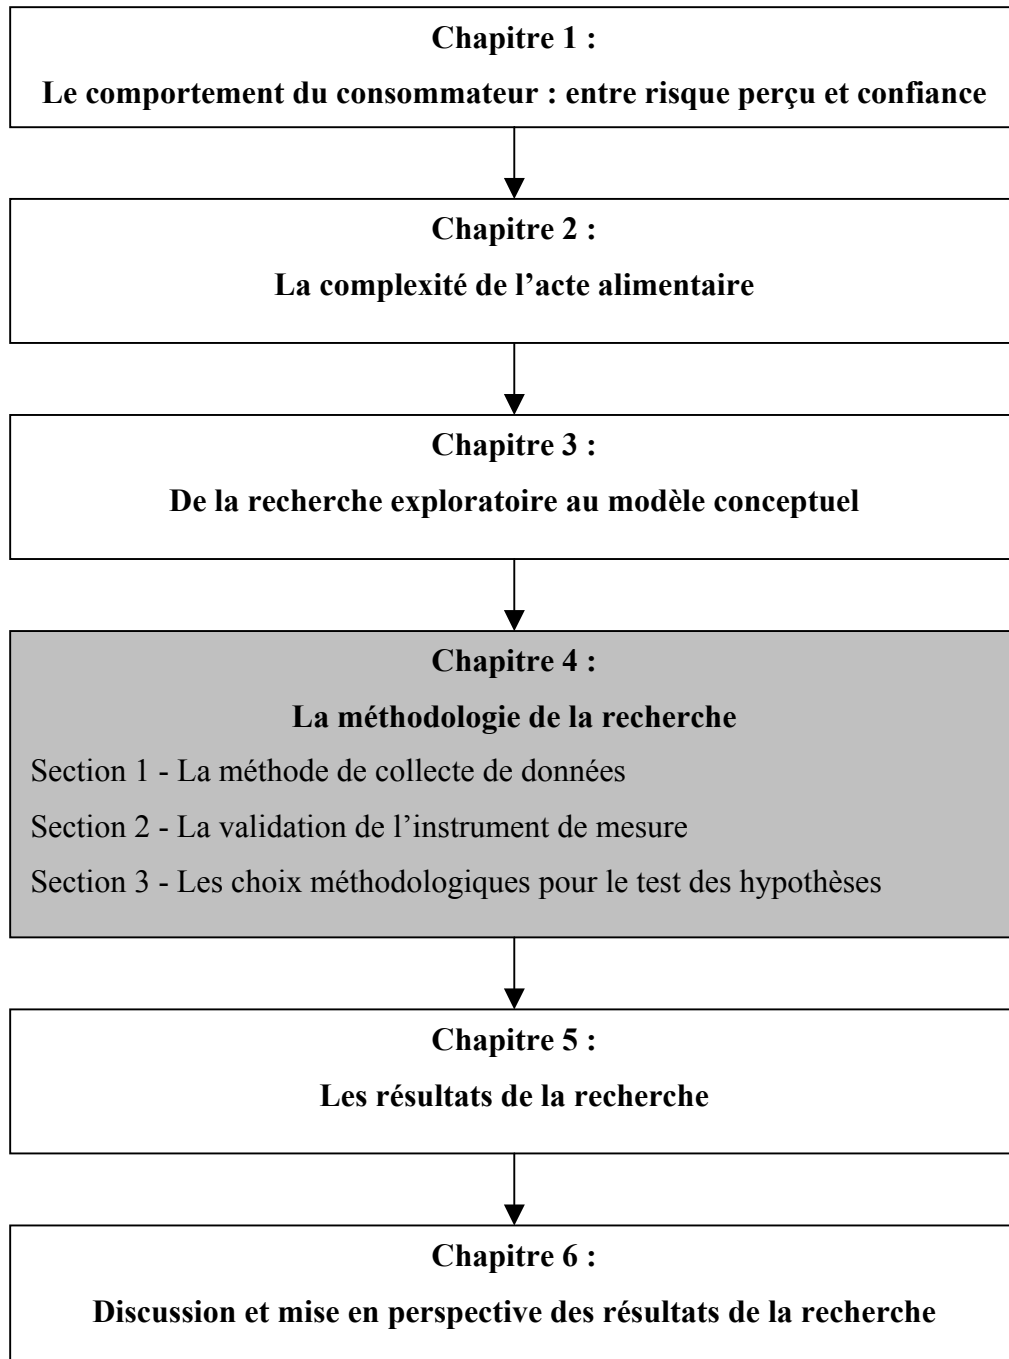 Chapitre 1 :
Le comportement du consommateur : entre risque perçu et confiance
Chapitre 2 :
La complexité de l’acte alimentaire
Chapitre 3 :
De la recherche exploratoire au modèle conceptuel
Chapitre 4 :
La méthodologie de la recherche
Section 1 - La méthode de collecte de données
Section 2 - La validation de l’instrument de mesure
Section 3 - Les choix méthodologiques pour le test des hypothèses
Chapitre 5 :
Les résultats de la recherche
Chapitre 6 :
Discussion et mise en perspective des résultats de la recherche